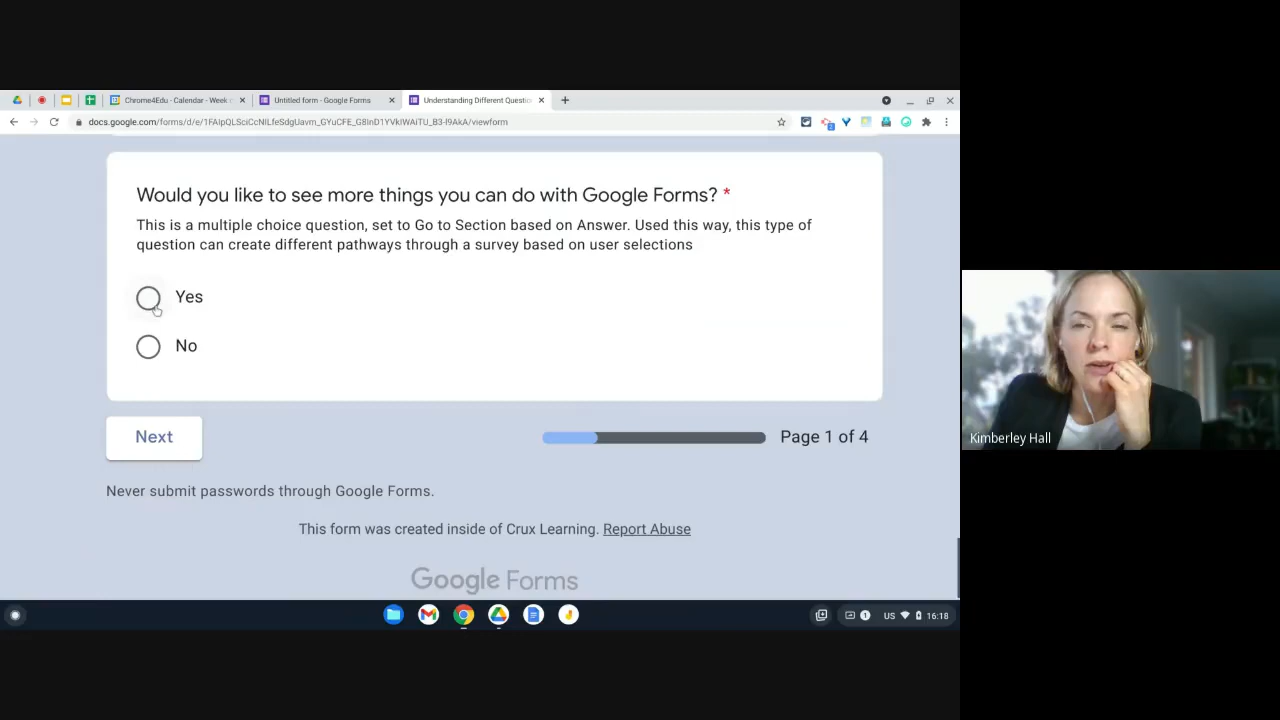 Chrome4Edu - Calendar - Week
Untitled form - Google Forms
Understanding Different Questi
docs.google.com/forms/d/e/1FAIpQLSciCcNILfeSdgUavm_GYuCFE_G8InD1YVkIWAiTU_B3-I9AkA/viewform
Would you like to see more things you can do with Google Forms? *
This is a multiple choice question, set to Go to Section based on Answer. Used this way, this type of
question can create different pathways through a survey based on user selections
Yes
No
Next
Page 1 of 4
Kimberley Hall
Never submit passwords through Google Forms.
This form was created inside of Crux Learning. Report Abuse
Google Forms
1 US 16:18